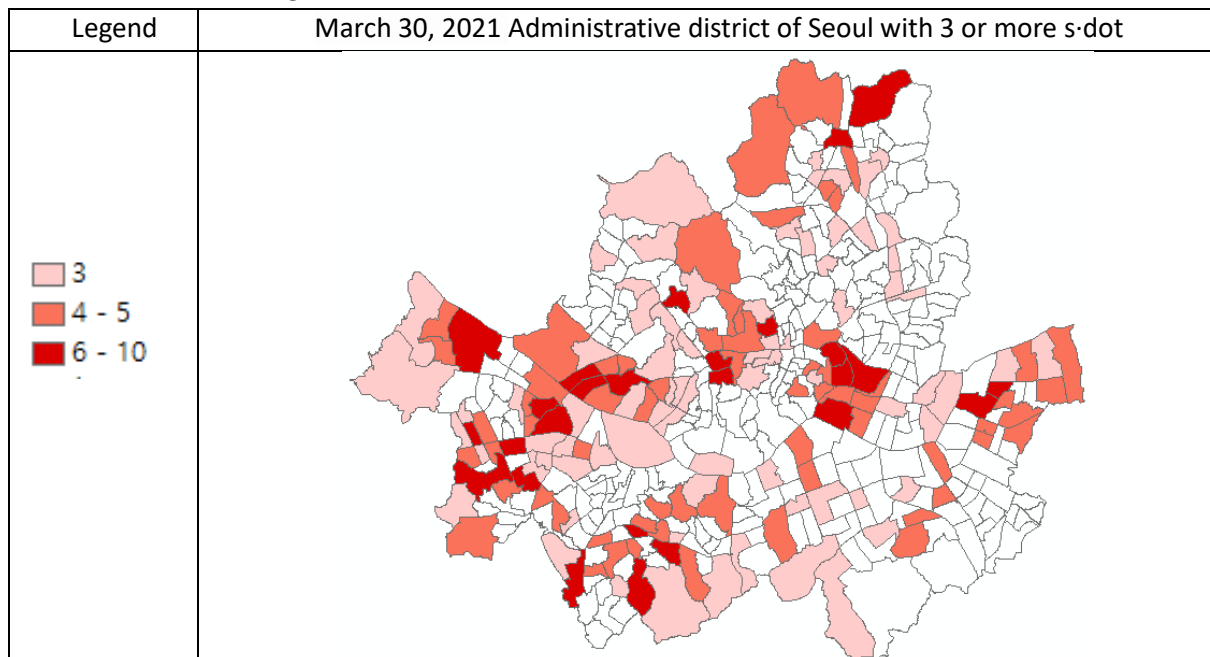 Legend
March 30, 2021 Administrative district of Seoul with 3 or more s·dot
3
4 - 5
6 - 10